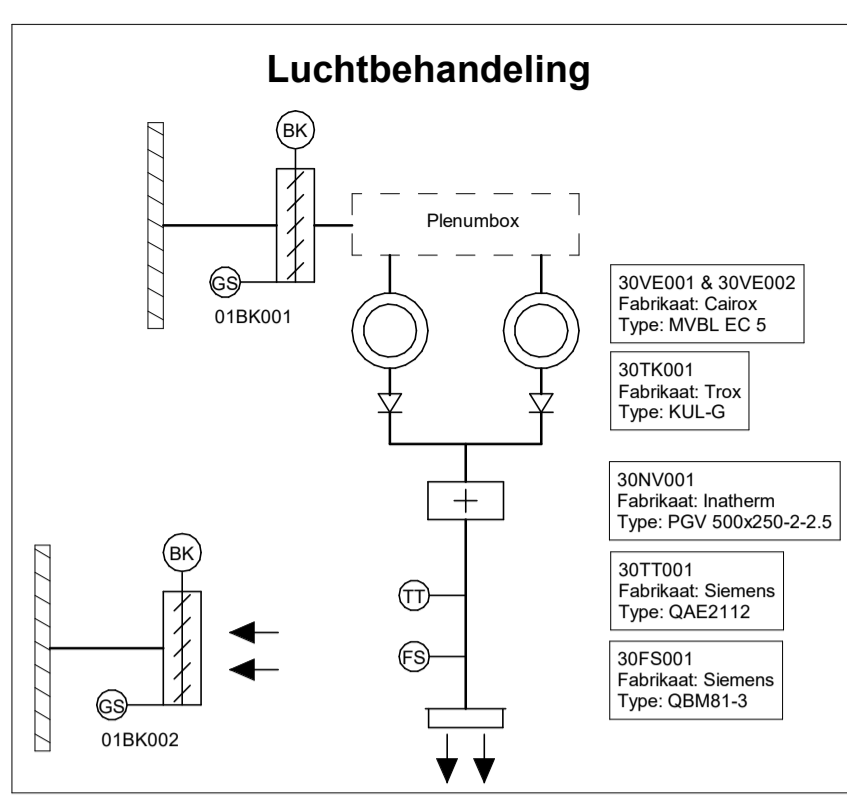 Luchtbehandeling
BK
Plenumbox
GS
01BK001
30VE001 & 30VE002
Fabrikaat: Cairox
Type: MVBL EC 5
30TK001
Fabrikaat: Trox
Type: KUL-G
30NV001
Fabrikaat: Inatherm
Type: PGV 500x250-2-2.5
BK
TT
30TT001
Fabrikaat: Siemens
Type: QAE2112
FS
30FS001
Fabrikaat: Siemens
Type: QBM81-3
GS
01BK002